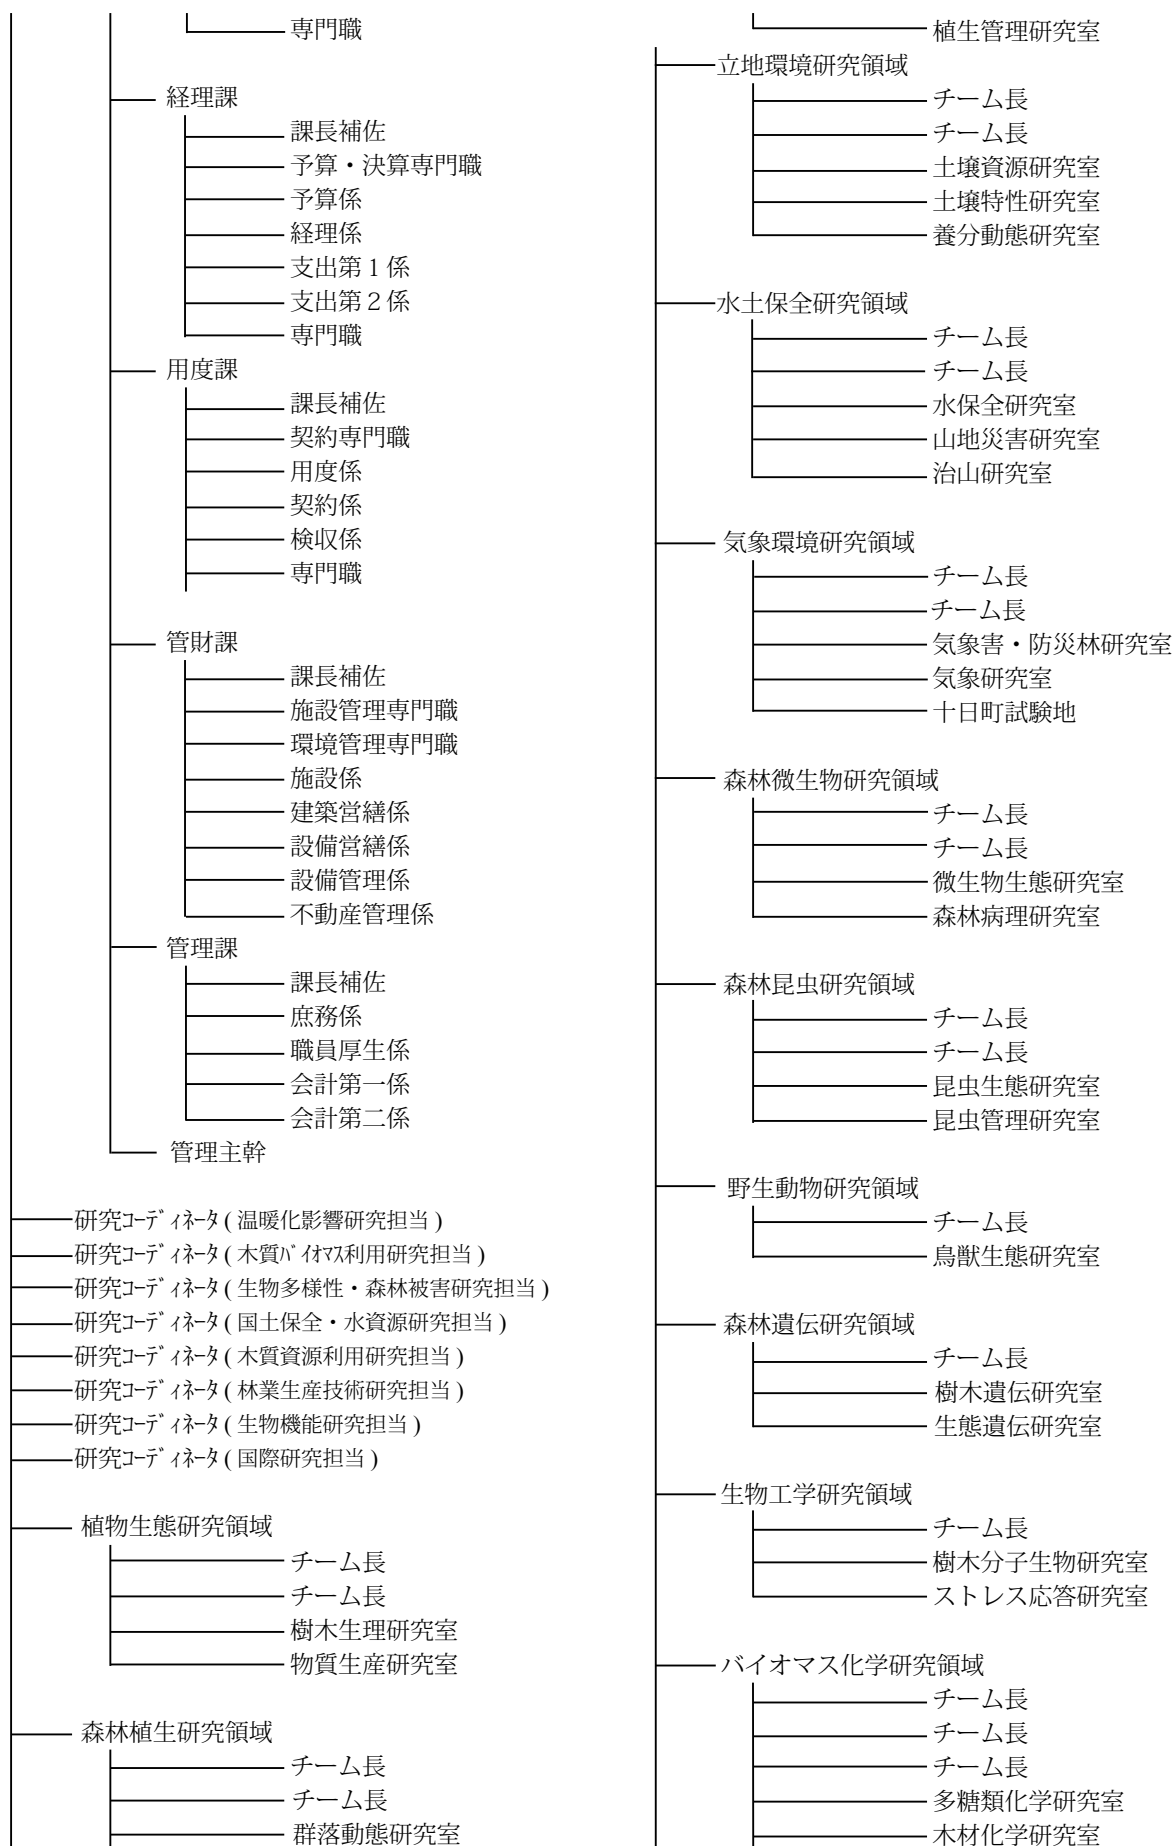 専門職
経理課
課長補佐
予算・決算専門職
予算係
経理係
支出第1係
支出第2係
専門職
用度課
課長補佐
契約専門職
用度係
契約係
検収係
専門職
管財課
課長補佐
施設管理専門職
環境管理専門職
施設係
建築営繕係
設備営繕係
設備管理係
不動産管理係
管理課
課長補佐
庶務係
職員厚生係
会計第一係
会計第二係
管理主幹
研究ｺｰﾃﾞｨﾈｰﾀ(温暖化影響研究担当)
研究ｺｰﾃﾞｨﾈｰﾀ(木質ﾊﾞｲｵﾏｽ利用研究担当)
研究ｺｰﾃﾞｨﾈｰﾀ(生物多様性・森林被害研究担当)
研究ｺｰﾃﾞｨﾈｰﾀ(国土保全・水資源研究担当)
研究ｺｰﾃﾞｨﾈｰﾀ(木質資源利用研究担当)
研究ｺｰﾃﾞｨﾈｰﾀ(林業生産技術研究担当)
研究ｺｰﾃﾞｨﾈｰﾀ(生物機能研究担当)
研究ｺｰﾃﾞｨﾈｰﾀ(国際研究担当)
植物生態研究領域
チーム長
チーム長
樹木生理研究室
物質生産研究室
森林植生研究領域
チーム長
チーム長
群落動態研究室
植生管理研究室
立地環境研究領域
チーム長
チーム長
土壌資源研究室
土壌特性研究室
養分動態研究室
水土保全研究領域
チーム長
チーム長
水保全研究室
山地災害研究室
治山研究室
気象環境研究領域
チーム長
チーム長
気象害・防災林研究室
気象研究室
十日町試験地
森林微生物研究領域
チーム長
チーム長
微生物生態研究室
森林病理研究室
森林昆虫研究領域
チーム長
チーム長
昆虫生態研究室
昆虫管理研究室
野生動物研究領域
チーム長
鳥獣生態研究室
森林遺伝研究領域
チーム長
樹木遺伝研究室
生態遺伝研究室
生物工学研究領域
チーム長
樹木分子生物研究室
ストレス応答研究室
バイオマス化学研究領域
チーム長
チーム長
チーム長
多糖類化学研究室
木材化学研究室